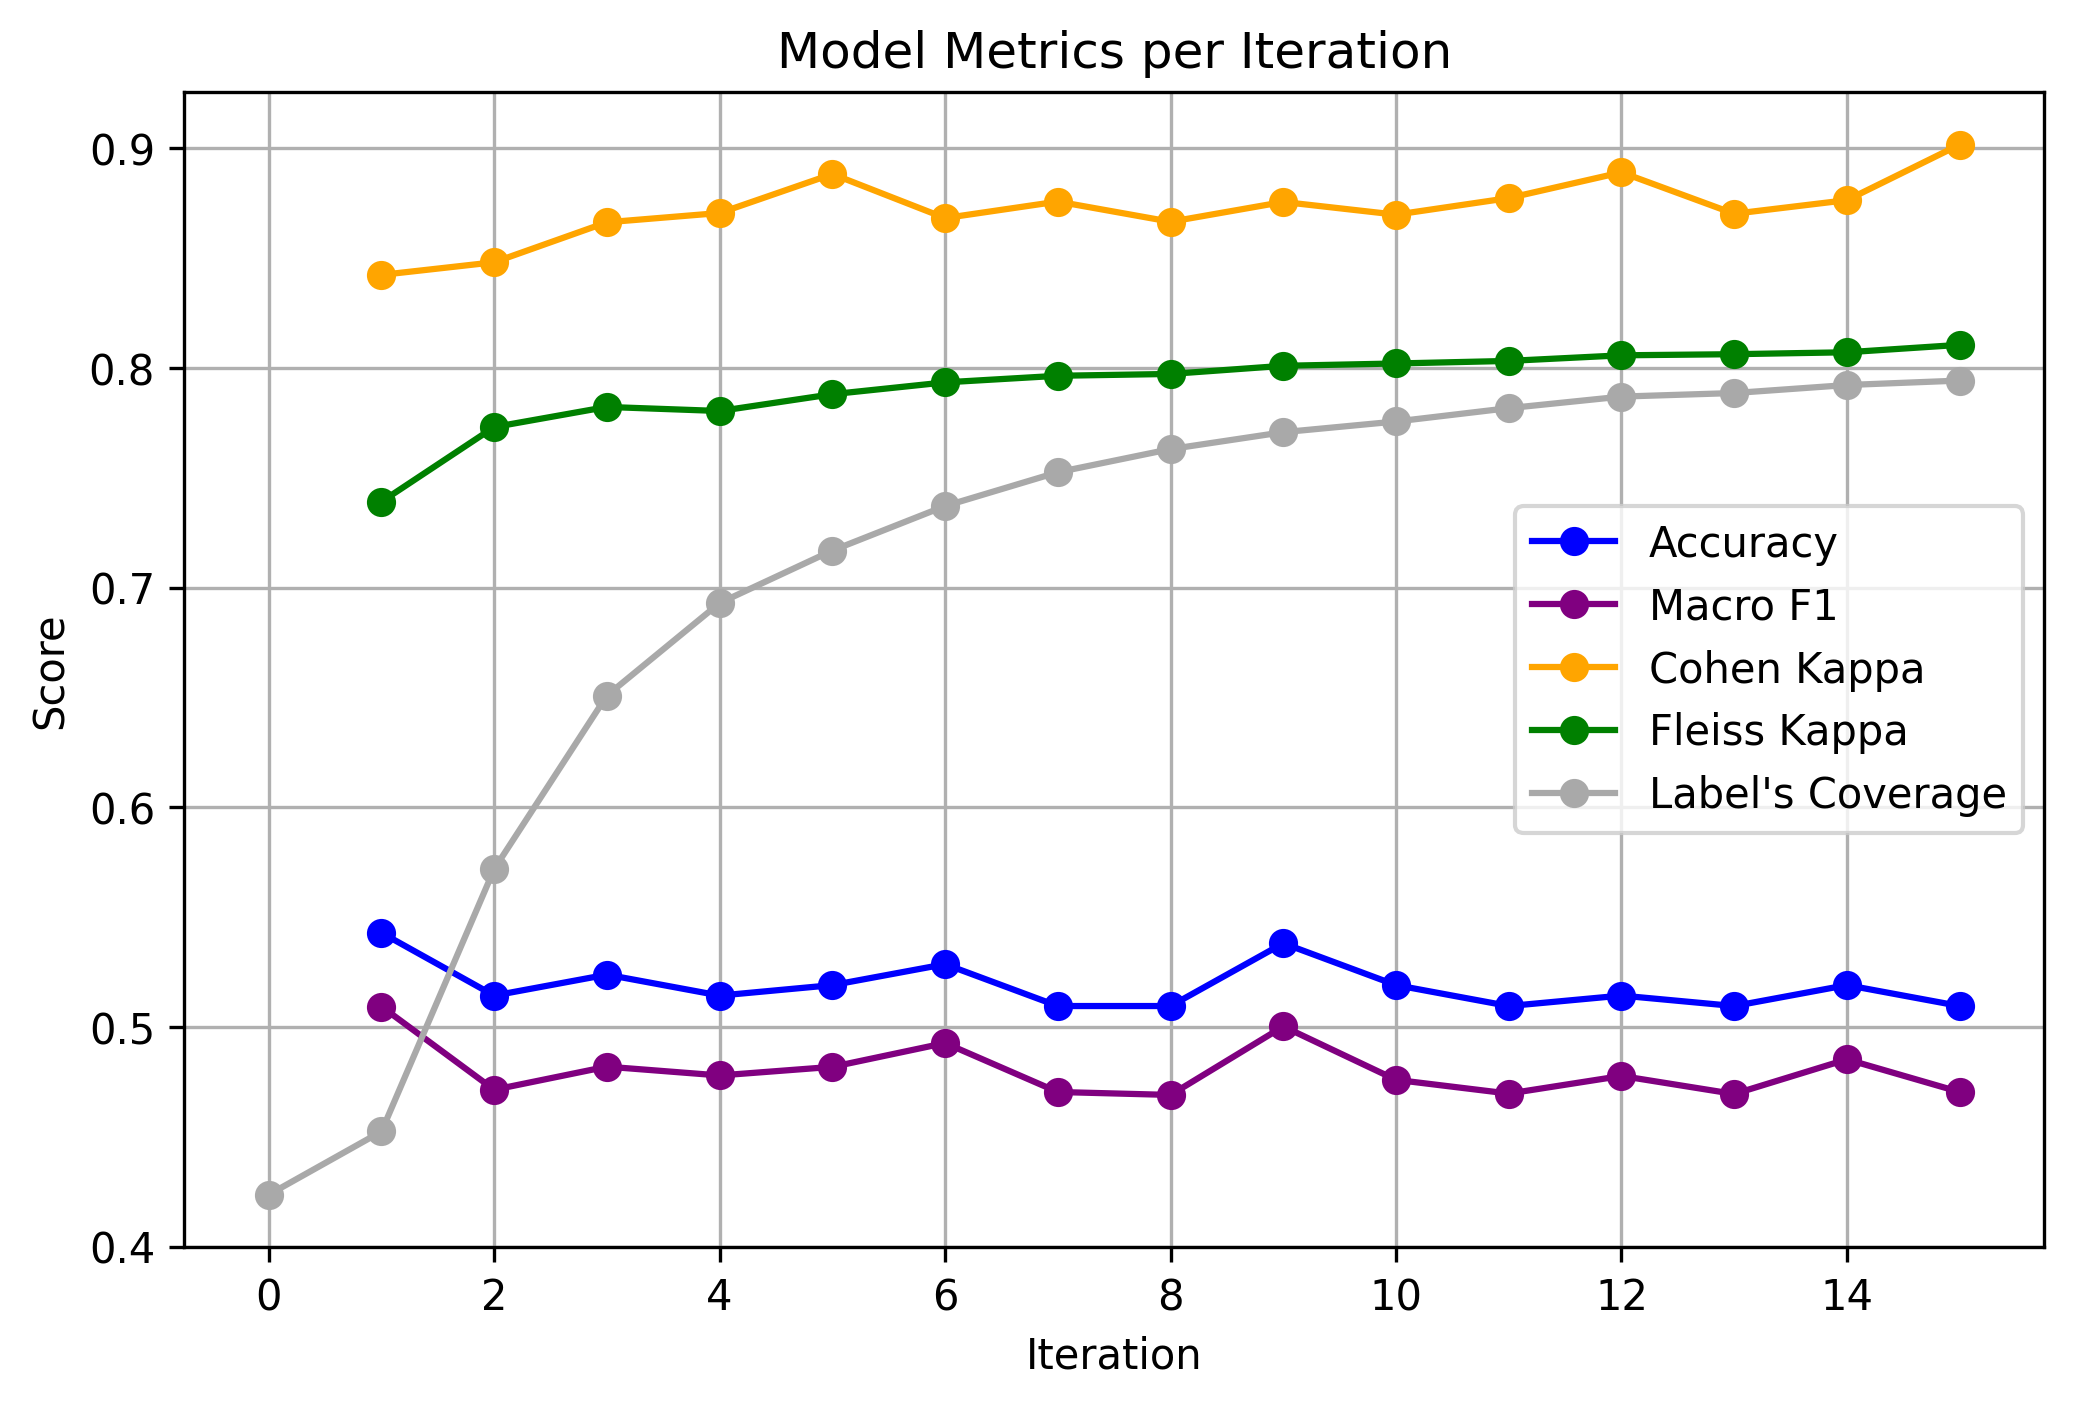 Model Metrics per Iteration
0.9
0.8
0.7
0.6
0.5
0.4
Score
Accuracy
Macro F1
Cohen Kappa
Fleiss Kappa
Label's Coverage
0 2 4 6 8 10 12 14
Iteration